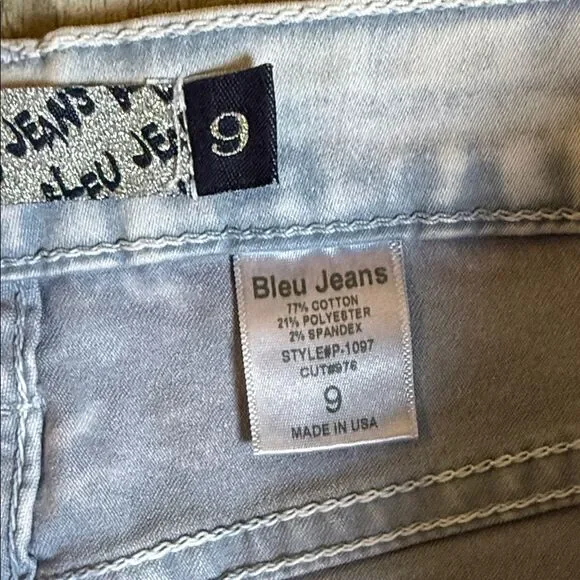 JEANS
BLEU JEA
9
Bleu Jeans
77% COTTON
21% POLYESTER
2% SPANDEX
STYLE#P-1097
CUT#976
9
MADE IN USA